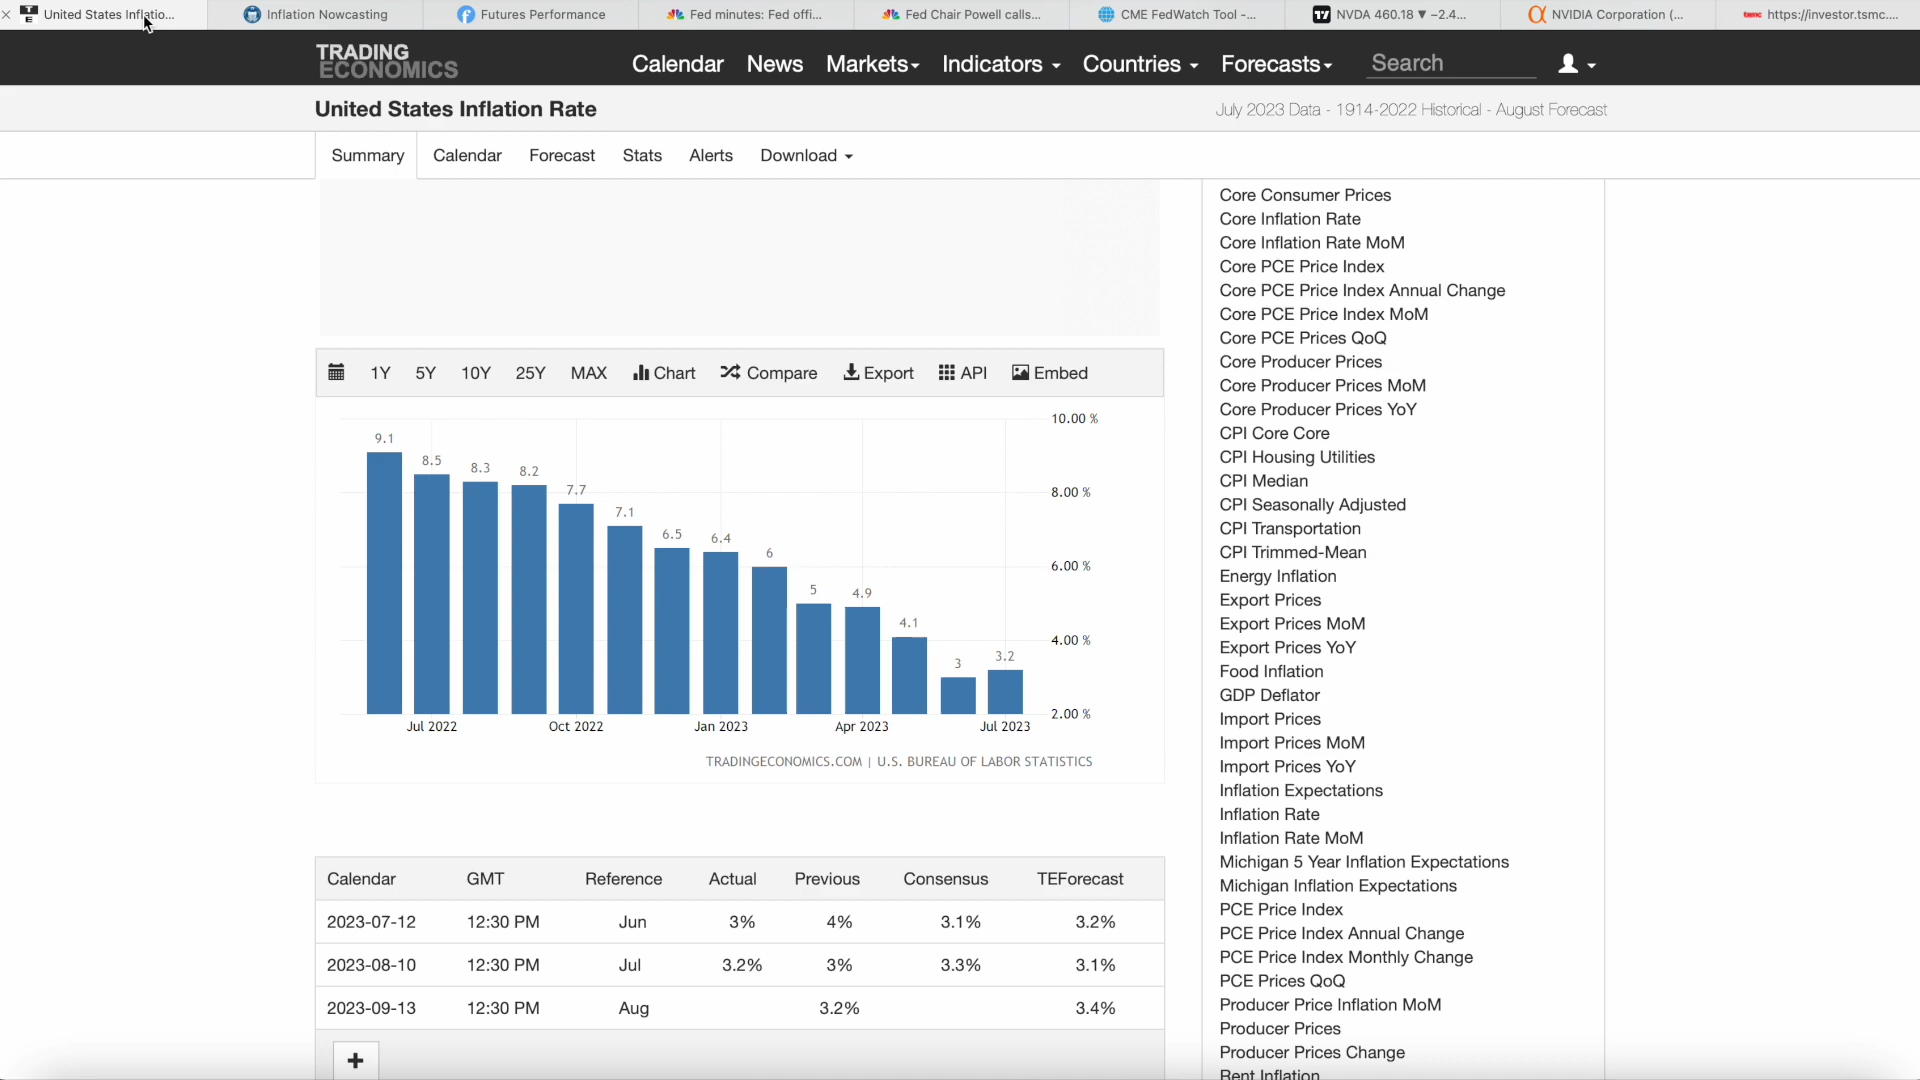 United States Inflatio...
Inflation Nowcasting
Futures Performance
Fed minutes: Fed offi...
Fed Chair Powell calls...
CME FedWatch Tool -...
NVDA 460.18 ▼ −2.4...
NVIDIA Corporation (...
tsmc https://investor.tsmc....
TRADING
ECONOMICS
Calendar News Markets Indicators Countries Forecasts Search
United States Inflation Rate
July 2023 Data - 1914-2022 Historical - August Forecast
Summary Calendar Forecast Stats Alerts Download
1Y 5Y 10Y 25Y MAX Chart Compare Export API Embed
10.00 %
8.00 %
6.00 %
4.00 %
2.00 %
9.1
8.5
8.3
8.2
7.7
7.1
6.5
6.4
6
5
4.9
4.1
3
3.2
Jul 2022 Oct 2022 Jan 2023 Apr 2023 Jul 2023
TRADINGECONOMICS.COM | U.S. BUREAU OF LABOR STATISTICS
Calendar GMT Reference Actual Previous Consensus TEForecast
2023-07-12 12:30 PM Jun 3% 4% 3.1% 3.2%
2023-08-10 12:30 PM Jul 3.2% 3% 3.3% 3.1%
2023-09-13 12:30 PM Aug 3.2% 3.4%
+
Core Consumer Prices
Core Inflation Rate
Core Inflation Rate MoM
Core PCE Price Index
Core PCE Price Index Annual Change
Core PCE Price Index MoM
Core PCE Prices QoQ
Core Producer Prices
Core Producer Prices MoM
Core Producer Prices YoY
CPI Core Core
CPI Housing Utilities
CPI Median
CPI Seasonally Adjusted
CPI Transportation
CPI Trimmed-Mean
Energy Inflation
Export Prices
Export Prices MoM
Export Prices YoY
Food Inflation
GDP Deflator
Import Prices
Import Prices MoM
Import Prices YoY
Inflation Expectations
Inflation Rate
Inflation Rate MoM
Michigan 5 Year Inflation Expectations
Michigan Inflation Expectations
PCE Price Index
PCE Price Index Annual Change
PCE Price Index Monthly Change
PCE Prices QoQ
Producer Price Inflation MoM
Producer Prices
Producer Prices Change
Rent Inflation